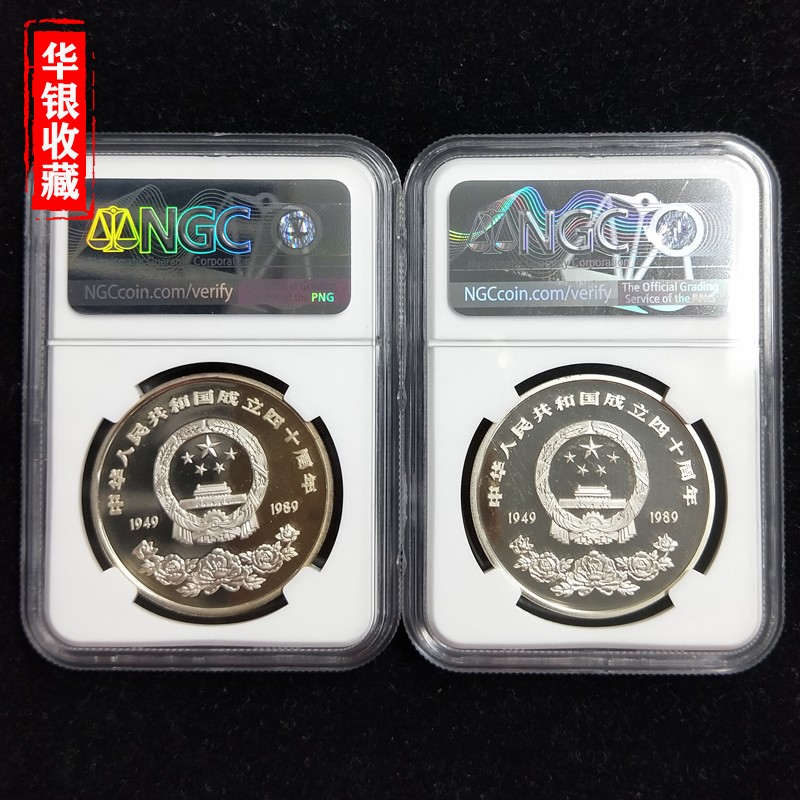 华银收藏
NGC
Corporation
NGCcoin.com/verify
PNG
中华人民共和国成立四十周年
1949 1989
NGC
Corporation
NGCcoin.com/verify
The Official Grading
Service of the PNG
中华人民共和国成立四十周年
1949 1989